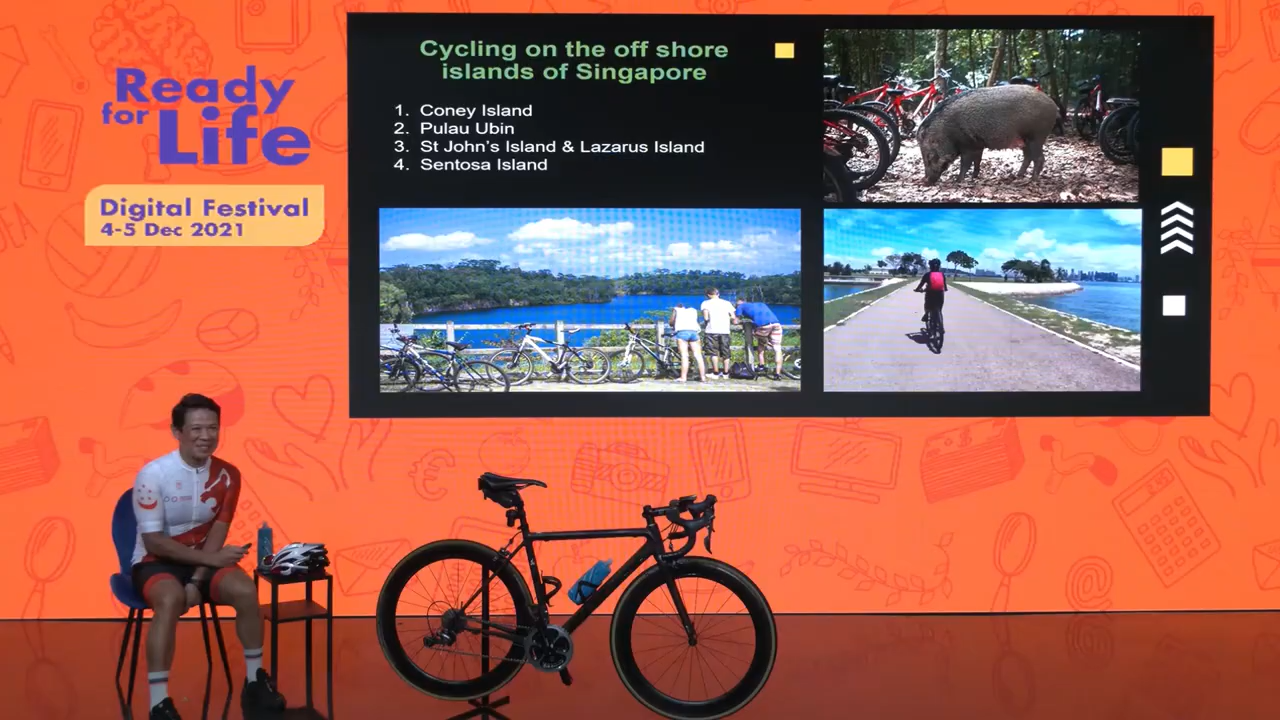 Ready
for Life
Digital Festival
4-5 Dec 2021
Cycling on the off shore
islands of Singapore
1. Coney Island
2. Pulau Ubin
3. St John's Island & Lazarus Island
4. Sentosa Island